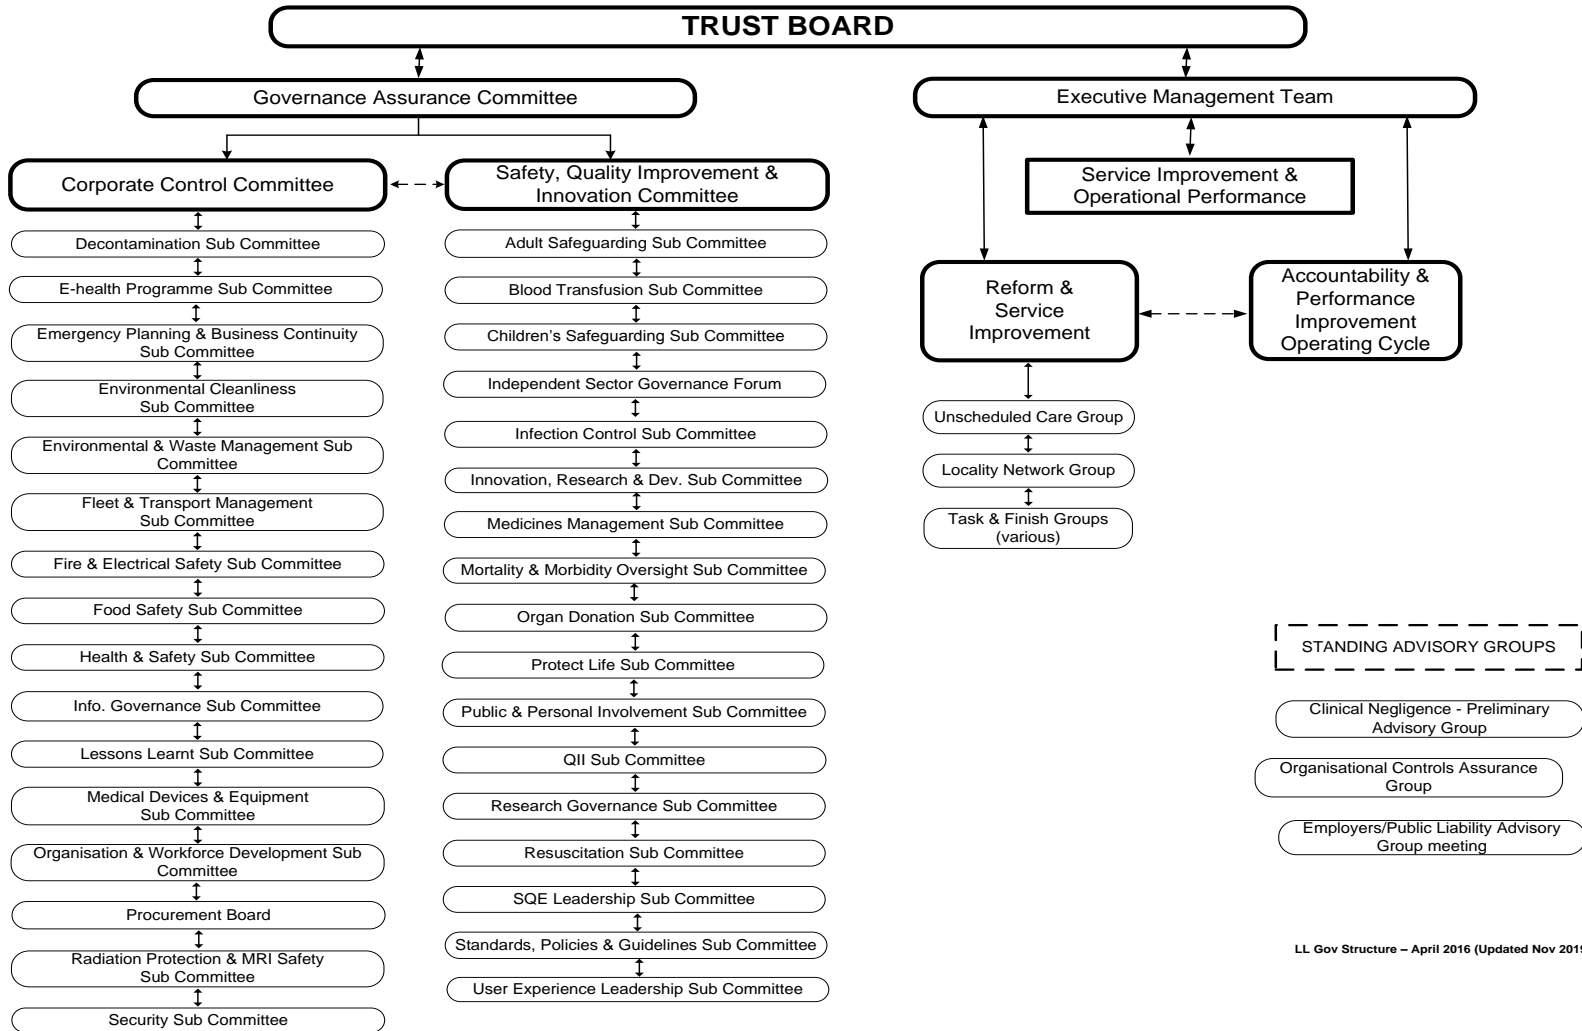 TRUST BOARD
Governance Assurance Committee
Executive Management Team
Corporate Control Committee
Safety, Quality Improvement &
Innovation Committee
Service Improvement &
Operational Performance
Decontamination Sub Committee
E-health Programme Sub Committee
Emergency Planning & Business Continuity
Sub Committee
Environmental Cleanliness
Sub Committee
Environmental & Waste Management Sub
Committee
Fleet & Transport Management
Sub Committee
Fire & Electrical Safety Sub Committee
Food Safety Sub Committee
Health & Safety Sub Committee
Info. Governance Sub Committee
Lessons Learnt Sub Committee
Medical Devices & Equipment
Sub Committee
Organisation & Workforce Development Sub
Committee
Procurement Board
Radiation Protection & MRI Safety
Sub Committee
Security Sub Committee
Adult Safeguarding Sub Committee
Blood Transfusion Sub Committee
Children's Safeguarding Sub Committee
Independent Sector Governance Forum
Infection Control Sub Committee
Innovation, Research & Dev. Sub Committee
Medicines Management Sub Committee
Mortality & Morbidity Oversight Sub Committee
Organ Donation Sub Committee
Protect Life Sub Committee
Public & Personal Involvement Sub Committee
QII Sub Committee
Research Governance Sub Committee
Resuscitation Sub Committee
SQE Leadership Sub Committee
Standards, Policies & Guidelines Sub Committee
User Experience Leadership Sub Committee
Reform &
Service
Improvement
Accountability &
Performance
Improvement
Operating Cycle
Unscheduled Care Group
Locality Network Group
Task & Finish Groups
(various)
STANDING ADVISORY GROUPS
Clinical Negligence - Preliminary
Advisory Group
Organisational Controls Assurance
Group
Employers/Public Liability Advisory
Group meeting
LL Gov Structure – April 2016 (Updated Nov 2019